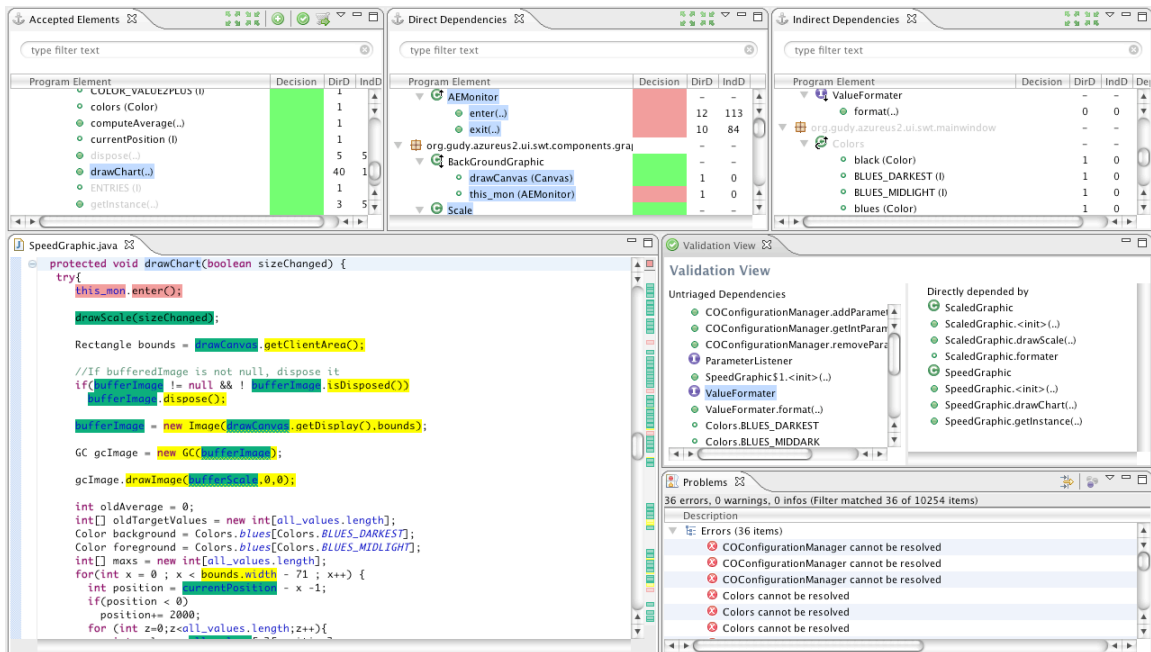 Accepted Elements
type filter text
Program Element Decision DirD IndD
COLOR_VALUE2PLUS (I) 1
colors (Color) 1
computeAverage(..) 1
currentPosition (I) 1
dispose(..) 5 5
drawChart(..) 40 1
ENTRIES (I) 1
getInstance(..) 3 5
Direct Dependencies
type filter text
Program Element Decision DirD IndD
AEMonitor - -
enter(..) 12 113
exit(..) 10 84
org.gudy.azureus2.ui.swt.components.grap - -
BackGroundGraphic - -
drawCanvas (Canvas) 1 0
this_mon (AEMonitor) 1 0
Scale - -
Indirect Dependencies
type filter text
Program Element Decision DirD IndD De
ValueFormater - -
format(..) 0 0
org.gudy.azureus2.ui.swt.mainwindow - -
Colors - -
black (Color) 1 0
BLUES_DARKEST (I) 1 0
BLUES_MIDLIGHT (I) 1 0
blues (Color) 1 0
SpeedGraphic.java
protected void drawChart(boolean sizeChanged) {
try{
this_mon.enter();
drawScale(sizeChanged);
Rectangle bounds = drawCanvas.getClientArea();
//If bufferedImage is not null, dispose it
if(bufferImage != null && ! bufferImage.isDisposed())
bufferImage.dispose();
bufferImage = new Image(drawCanvas.getDisplay(),bounds);
GC gcImage = new GC(bufferImage);
gcImage.drawImage(bufferScale,0,0);
int oldAverage = 0;
int[] oldTargetValues = new int[all_values.length];
Color background = Colors.blues[Colors.BLUES_DARKEST];
Color foreground = Colors.blues[Colors.BLUES_MIDLIGHT];
int[] maxs = new int[all_values.length];
for(int x = 0 ; x < bounds.width - 71 ; x++) {
int position = currentPosition - x -1;
if(position < 0)
position+= 2000;
for (int z=0;z<all_values.length;z++){
Validation View
Validation View
Untriaged Dependencies
COConfigurationManager.addParamet
COConfigurationManager.getIntParam
COConfigurationManager.removePara
ParameterListener
SpeedGraphic$1.<init>(..)
ValueFormater
ValueFormater.format(..)
Colors.BLUES_DARKEST
Colors.BLUES_MIDDARK
Directly depended by
ScaledGraphic
ScaledGraphic.<init>(..)
ScaledGraphic.drawScale(..)
ScaledGraphic.formater
SpeedGraphic
SpeedGraphic.<init>(..)
SpeedGraphic.drawChart(..)
SpeedGraphic.getInstance(..)
Problems
36 errors, 0 warnings, 0 infos (Filter matched 36 of 10254 items)
Description
Errors (36 items)
COConfigurationManager cannot be resolved
COConfigurationManager cannot be resolved
COConfigurationManager cannot be resolved
Colors cannot be resolved
Colors cannot be resolved
Colors cannot be resolved